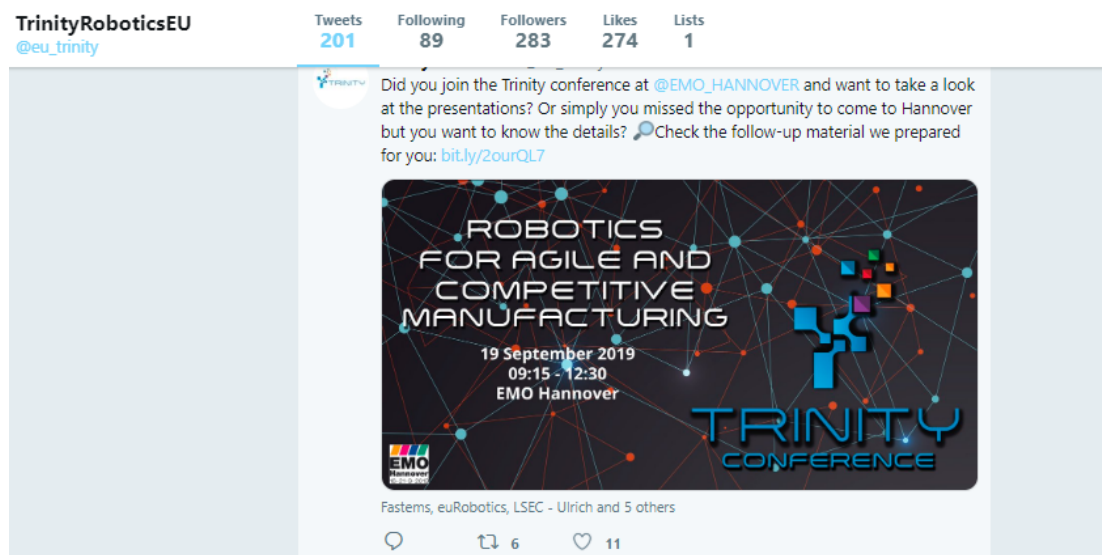 TrinityRoboticsEU
@eu_trinity
Tweets Following Followers Likes Lists
201 89 283 274 1
TRINITY
Did you join the Trinity conference at @EMO_HANNOVER and want to take a look
at the presentations? Or simply you missed the opportunity to come to Hannover
but you want to know the details? 🔎Check the follow-up material we prepared
for you: bit.ly/2ourQL7
ROBOTICS
FOR AGILE AND
COMPETITIVE
MANUFACTURING
19 September 2019
09:15 - 12:30
EMO Hannover
TRINITY
CONFERENCE
EMO
Hannover
Fastems, euRobotics, LSEC - Ulrich and 5 others
6 11